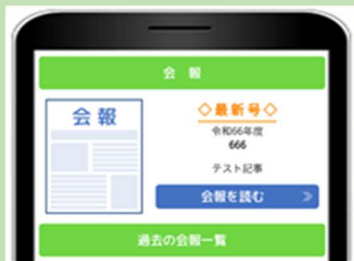 会 報
会報
◇最新号◇
令和66年度
666
テスト記事
会報を読む
過去の会報一覧